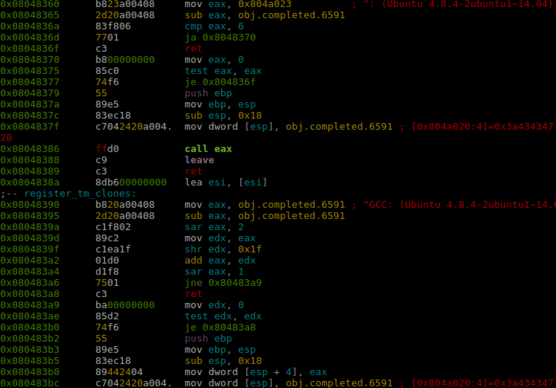 0x08048360 b823a00408 mov eax, 0x804a023 ; ": (Ubuntu 4.8.4-2ubuntu1~14.04)
0x08048365 2d20a00408 sub eax, obj.completed.6591
0x0804836a 83f806 cmp eax, 6
0x0804836d 7701 ja 0x8048370
0x0804836f c3 ret
0x08048370 b800000000 mov eax, 0
0x08048375 85c0 test eax, eax
0x08048377 74f6 je 0x804836f
0x08048379 55 push ebp
0x0804837a 89e5 mov ebp, esp
0x0804837c 83ec18 sub esp, 0x18
0x0804837f c7042420a004. mov dword [esp], obj.completed.6591 ; [0x804a020:4]=0x3a434347
20
0x08048386 ffd0 call eax
0x08048388 c9 leave
0x08048389 c3 ret
0x0804838a 8db600000000 lea esi, [esi]
;-- register_tm_clones:
0x08048390 b820a00408 mov eax, obj.completed.6591 ; "GCC: (Ubuntu 4.8.4-2ubuntu1~14.
0x08048395 2d20a00408 sub eax, obj.completed.6591
0x0804839a c1f802 sar eax, 2
0x0804839d 89c2 mov edx, eax
0x0804839f c1ea1f shr edx, 0x1f
0x080483a2 01d0 add eax, edx
0x080483a4 d1f8 sar eax, 1
0x080483a6 7501 jne 0x80483a9
0x080483a8 c3 ret
0x080483a9 ba00000000 mov edx, 0
0x080483ae 85d2 test edx, edx
0x080483b0 74f6 je 0x80483a8
0x080483b2 55 push ebp
0x080483b3 89e5 mov ebp, esp
0x080483b5 83ec18 sub esp, 0x18
0x080483b8 89442404 mov dword [esp + 4], eax
0x080483bc c7042420a004. mov dword [esp], obj.completed.6591 ; [0x804a020:4]=0x3a434347